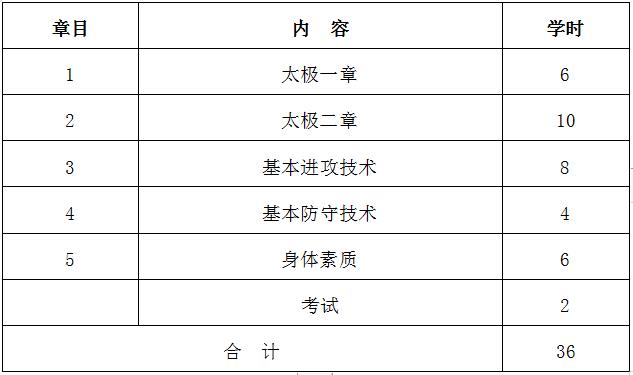 章目 内 容 学时
1 太极一章 6
2 太极二章 10
3 基本进攻技术 8
4 基本防守技术 4
5 身体素质 6
考试 2
合 计 36